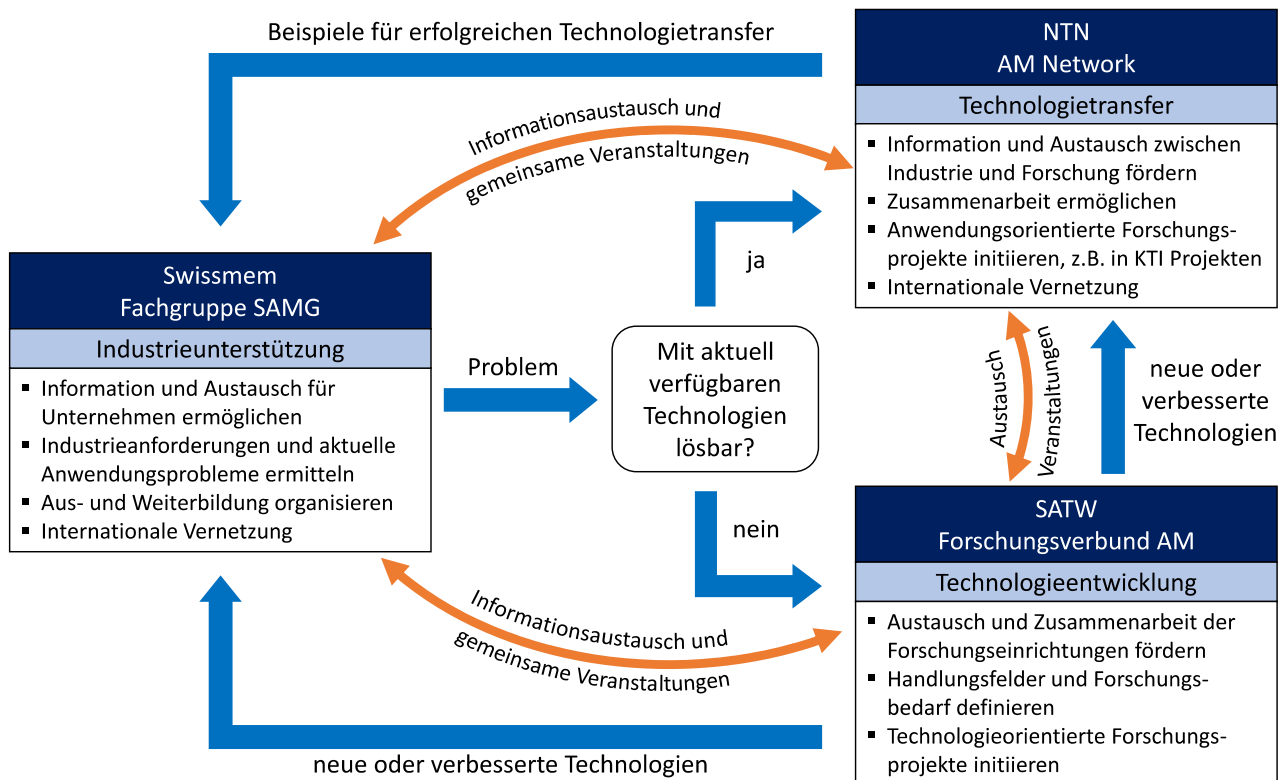 Beispiele für erfolgreichen Technologietransfer
NTN
AM Network
Technologietransfer
▪ Information und Austausch zwischen
Industrie und Forschung fördern
▪ Zusammenarbeit ermöglichen
▪ Anwendungsorientierte Forschungs-
projekte initiieren, z.B. in KTI Projekten
▪ Internationale Vernetzung
Informationsaustausch und
gemeinsame Veranstaltungen
ja
Swissmem
Fachgruppe SAMG
Industrieunterstützung
▪ Information und Austausch für
Unternehmen ermöglichen
▪ Industrieanforderungen und aktuelle
Anwendungsprobleme ermitteln
▪ Aus- und Weiterbildung organisieren
▪ Internationale Vernetzung
Problem
Mit aktuell
verfügbaren
Technologien
lösbar?
Austausch
Veranstaltungen
neue oder
verbesserte
Technologien
nein
SATW
Forschungsverbund AM
Technologieentwicklung
▪ Austausch und Zusammenarbeit der
Forschungseinrichtungen fördern
▪ Handlungsfelder und Forschungs-
bedarf definieren
▪ Technologieorientierte Forschungs-
projekte initiieren
Informationsaustausch und
gemeinsame Veranstaltungen
neue oder verbesserte Technologien